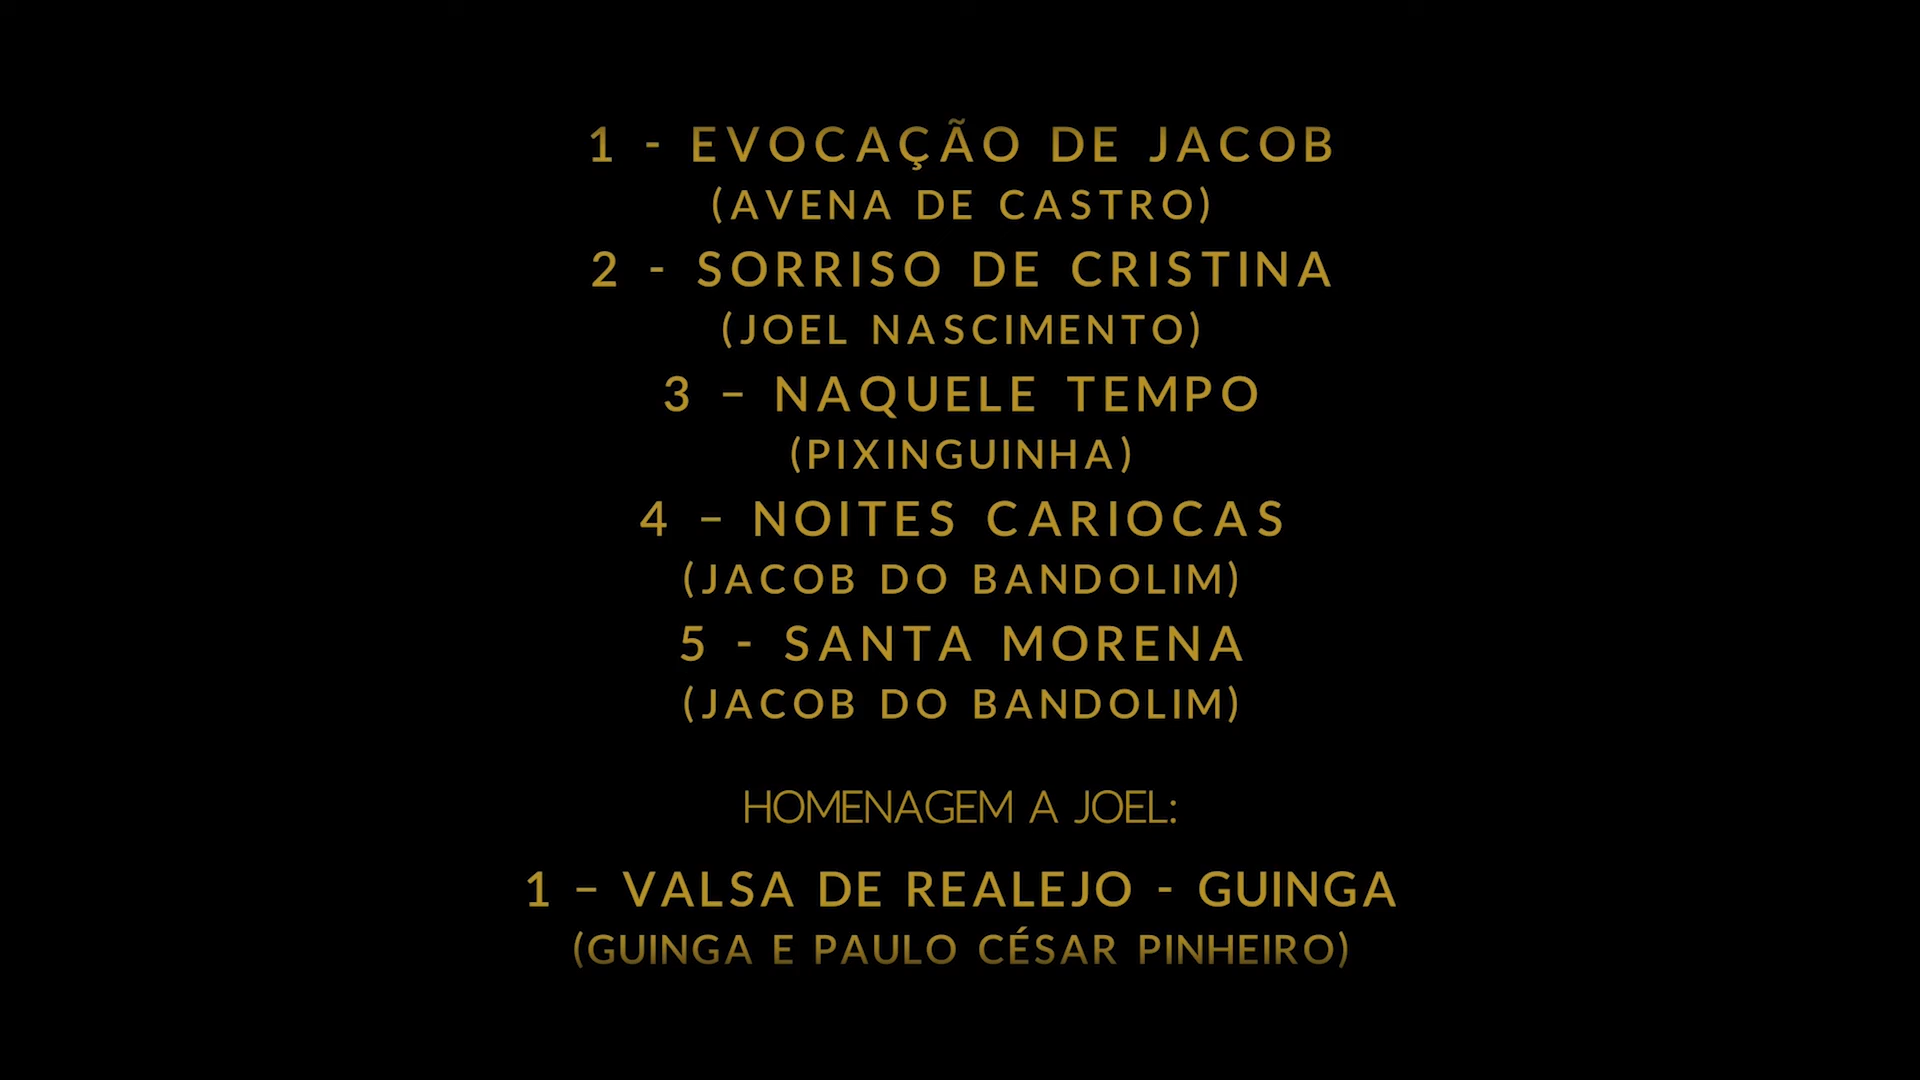 1 - EVOCAÇÃO DE JACOB
(AVENA DE CASTRO)
2 - SORRISO DE CRISTINA
(JOEL NASCIMENTO)
3 – NAQUELE TEMPO
(PIXINGUINHA)
4 – NOITES CARIOCAS
(JACOB DO BANDOLIM)
5 - SANTA MORENA
(JACOB DO BANDOLIM)
HOMENAGEM A JOEL:
1 – VALSA DE REALEJO - GUINGA
(GUINGA E PAULO CÉSAR PINHEIRO)